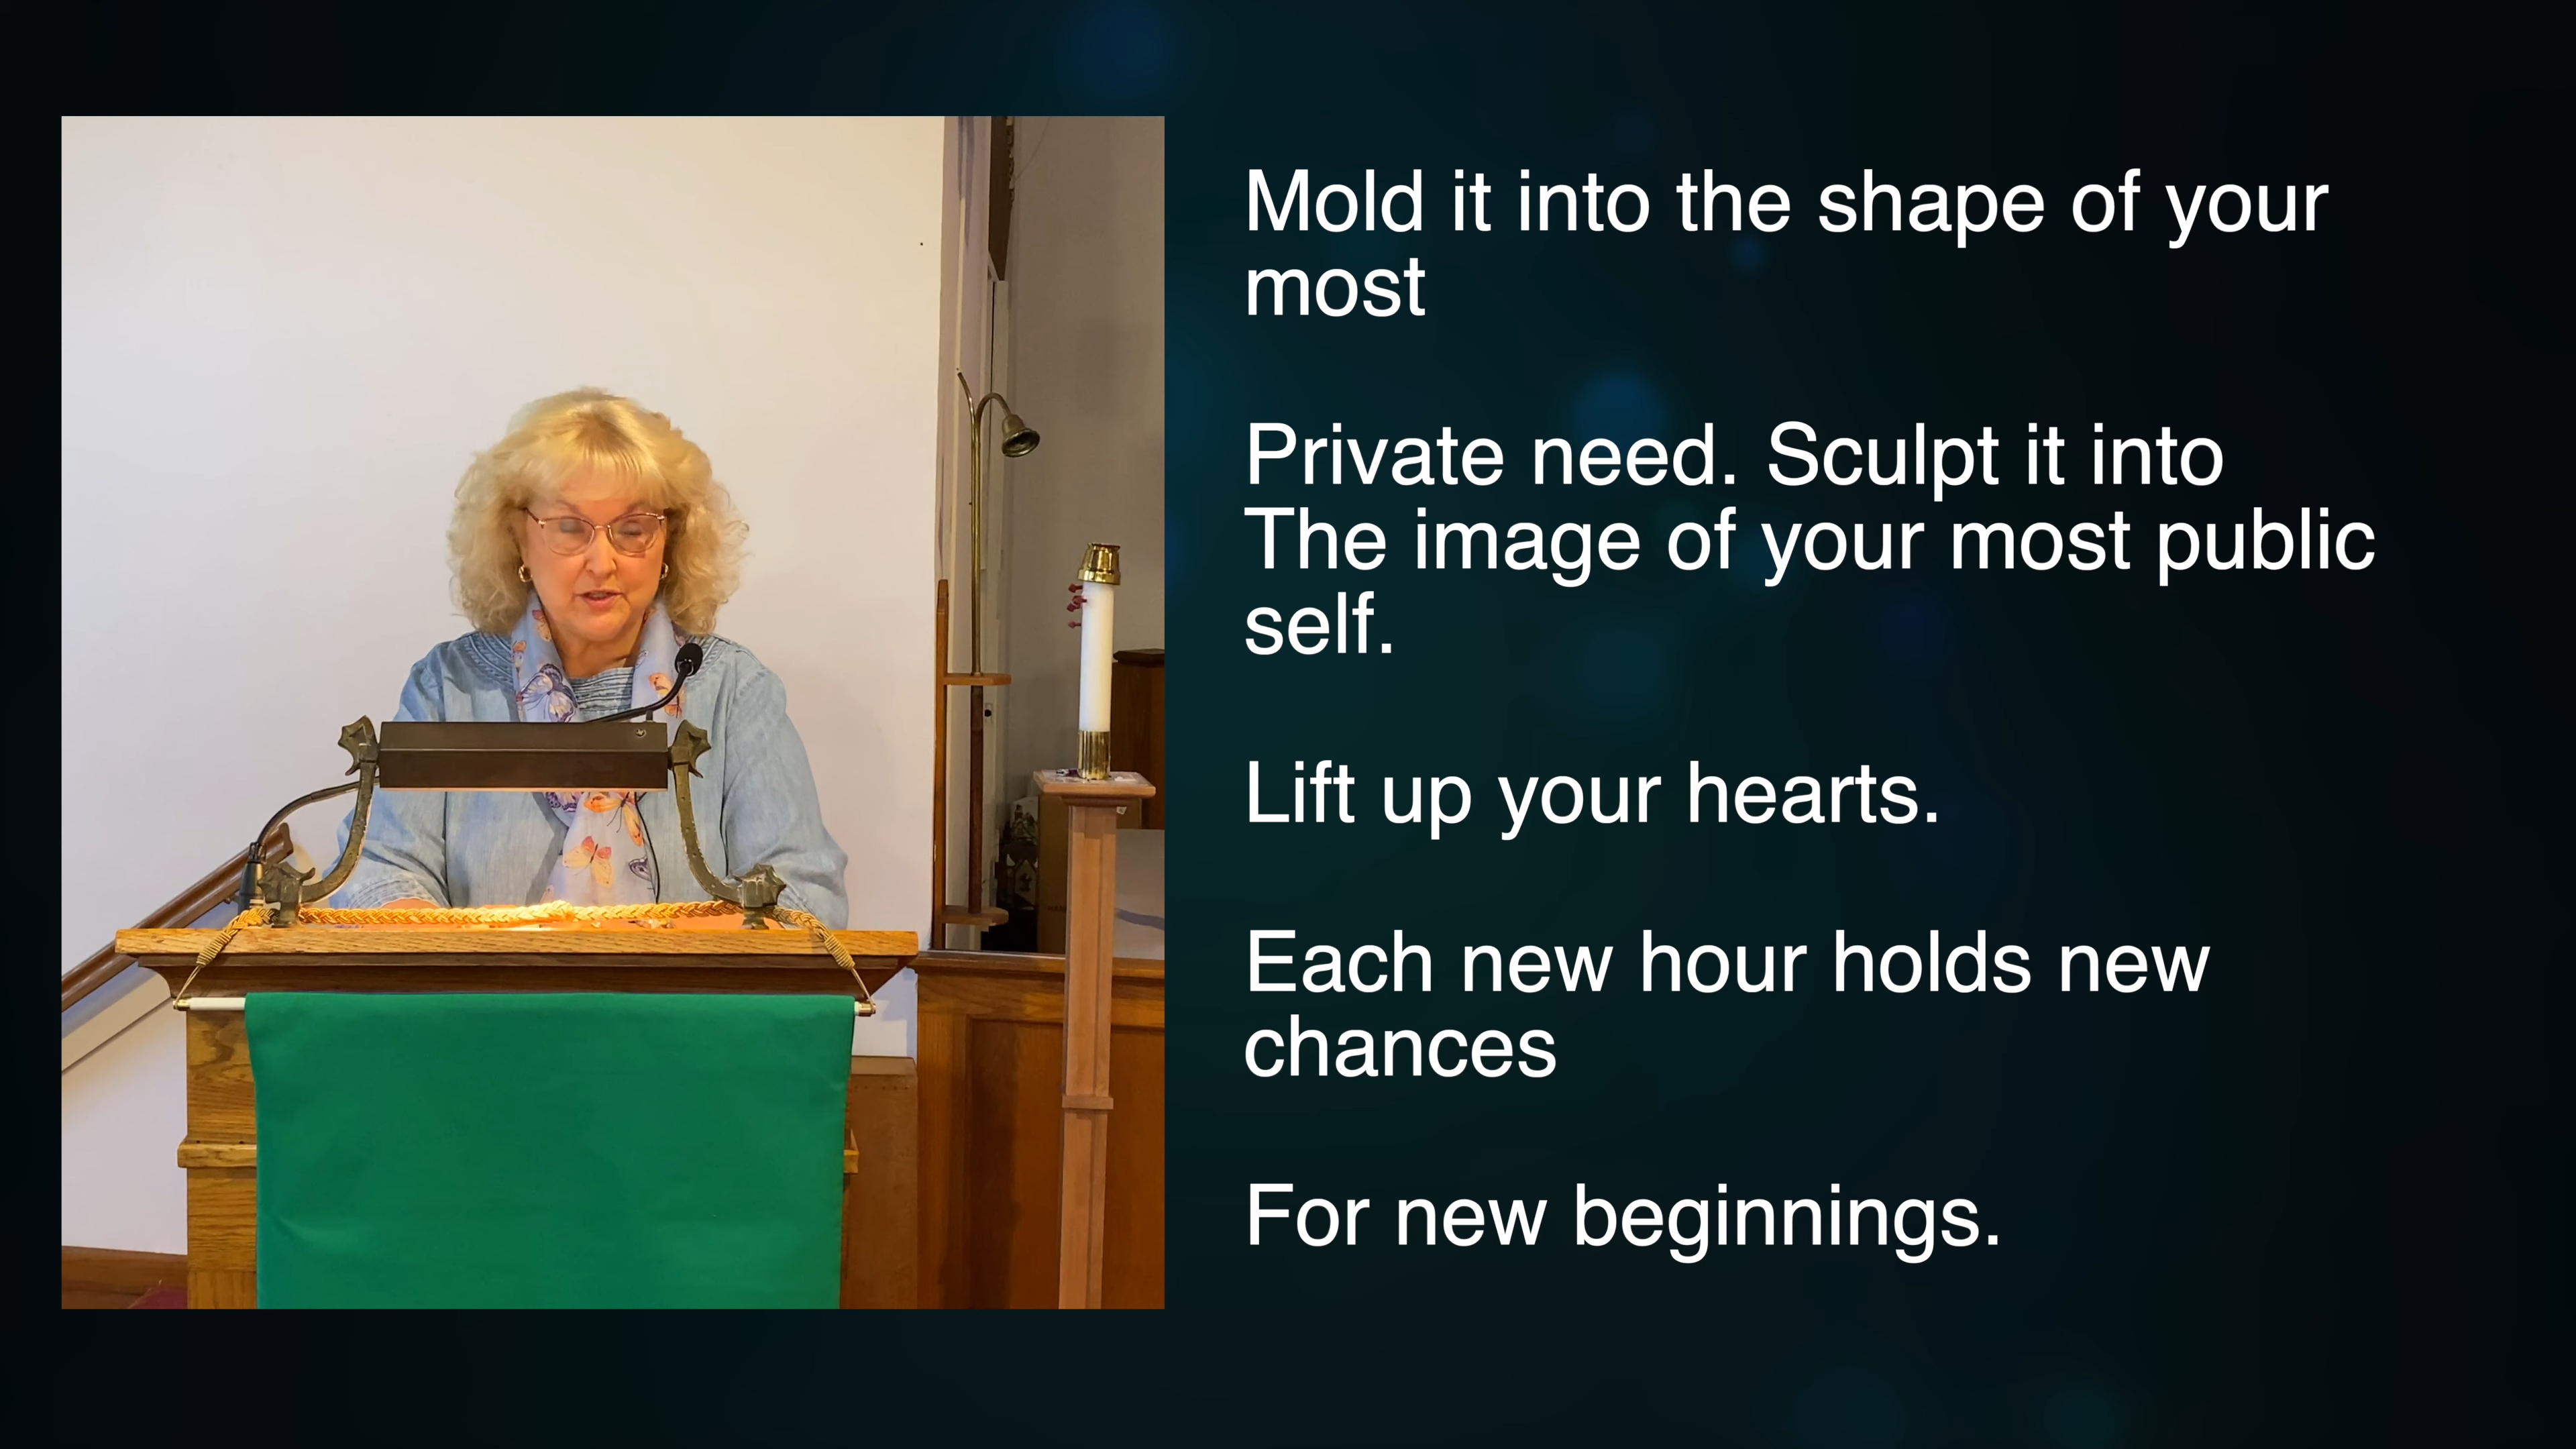 Mold it into the shape of your
most
Private need. Sculpt it into
The image of your most public
self.
Lift up your hearts.
Each new hour holds new
chances
For new beginnings.